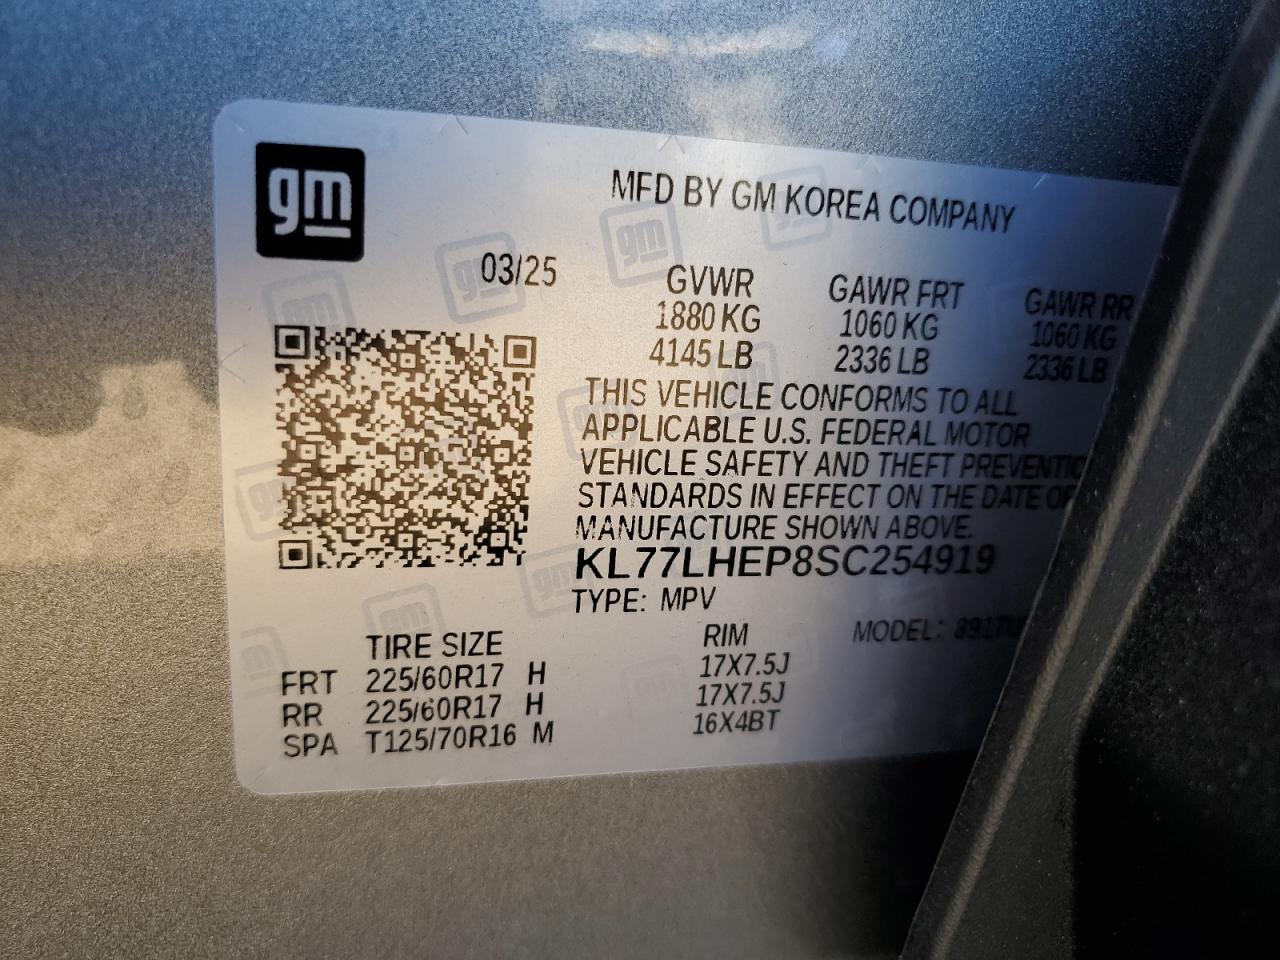 gm
MFD BY GM KOREA COMPANY
03/25
GVWR GAWR FRT GAWR RR
1880 KG 1060 KG 1060 KG
4145 LB 2336 LB 2336 LB
THIS VEHICLE CONFORMS TO ALL
APPLICABLE U.S. FEDERAL MOTOR
VEHICLE SAFETY AND THEFT
STANDARDS IN EFFECT ON THE DATE
MANUFACTURE SHOWN ABOVE.
KL77LHEP8SC254919
TYPE: MPV
MODEL:
TIRE SIZE RIM
FRT 225/60R17 H 17X7.5J
RR 225/60R17 H 17X7.5J
SPA T125/70R16 M 16X4BT